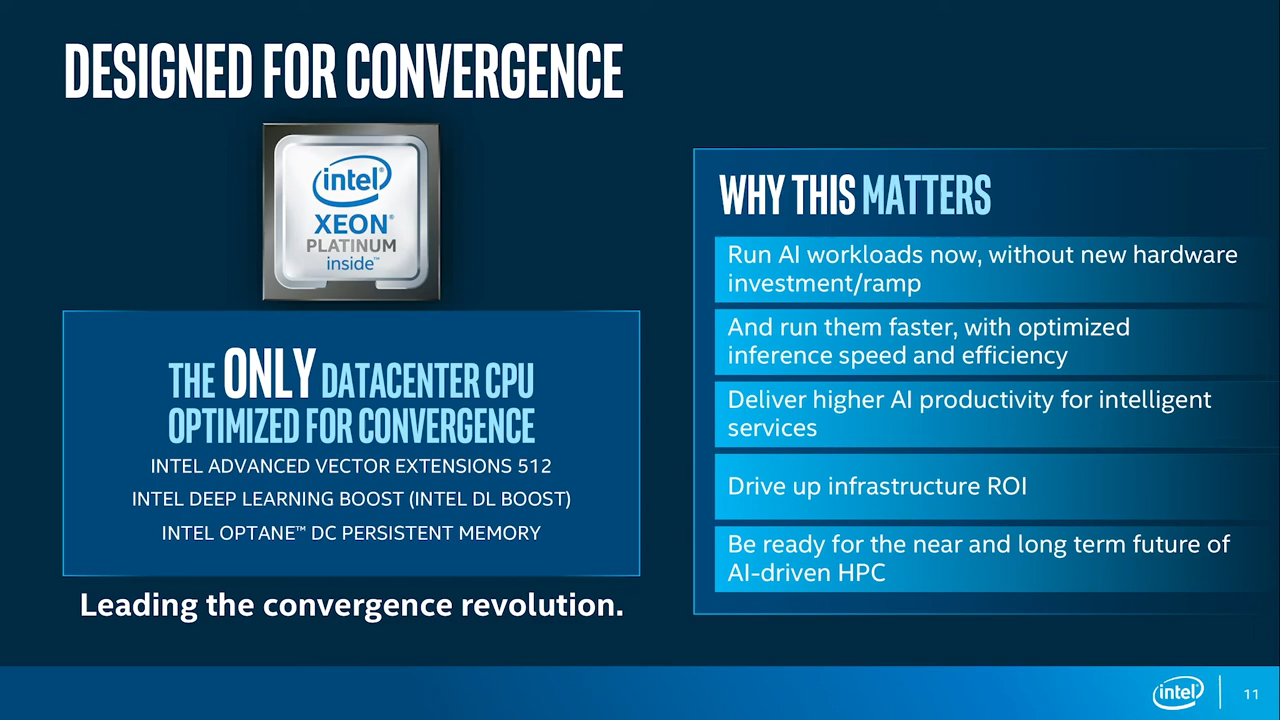 DESIGNED FOR CONVERGENCE
intel®
XEON®
PLATINUM
inside™
THE ONLY DATACENTER CPU
OPTIMIZED FOR CONVERGENCE
INTEL ADVANCED VECTOR EXTENSIONS 512
INTEL DEEP LEARNING BOOST (INTEL DL BOOST)
INTEL OPTANE™ DC PERSISTENT MEMORY
Leading the convergence revolution.
WHY THIS MATTERS
Run AI workloads now, without new hardware
investment/ramp
And run them faster, with optimized
inference speed and efficiency
Deliver higher AI productivity for intelligent
services
Drive up infrastructure ROI
Be ready for the near and long term future of
AI-driven HPC
intel
11